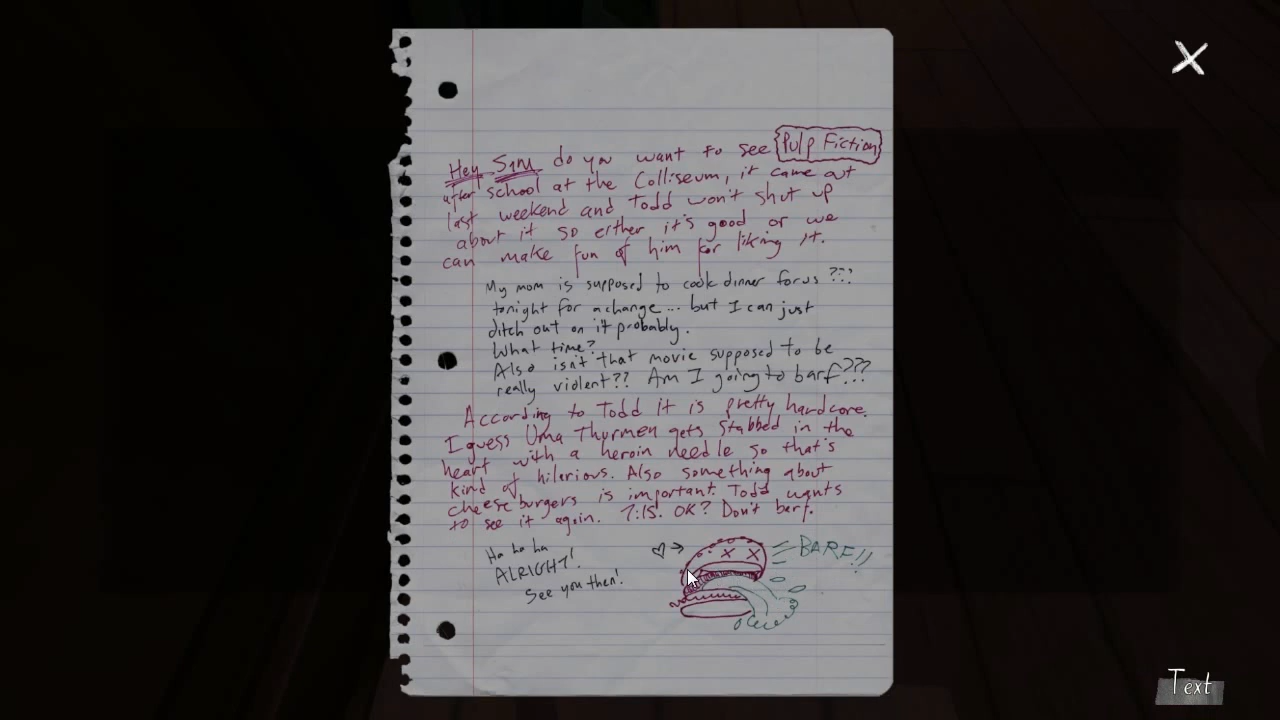 Hey Sam do you want to see Pulp Fiction
after school at the Colliseum, it came out
last weekend and Todd won't shut up
about it so either it's good or we
can make fun of him for liking it.
My mom is supposed to cook dinner for us ???
tonight for a change... but I can just
ditch out on it probably.
What time?
Also isn't that movie supposed to be
really violent?? Am I going to barf???
According to Todd it is pretty hardcore.
I guess Uma Thurmen gets stabbed in the
heart with a heroin needle so that's
kind of hilarious. Also something about
cheeseburgers is important. Todd wants
to see it again. 7:15. OK? Don't barf.
Ha ha ha
ALRIGHT!
See you then!
BARF!!
Text